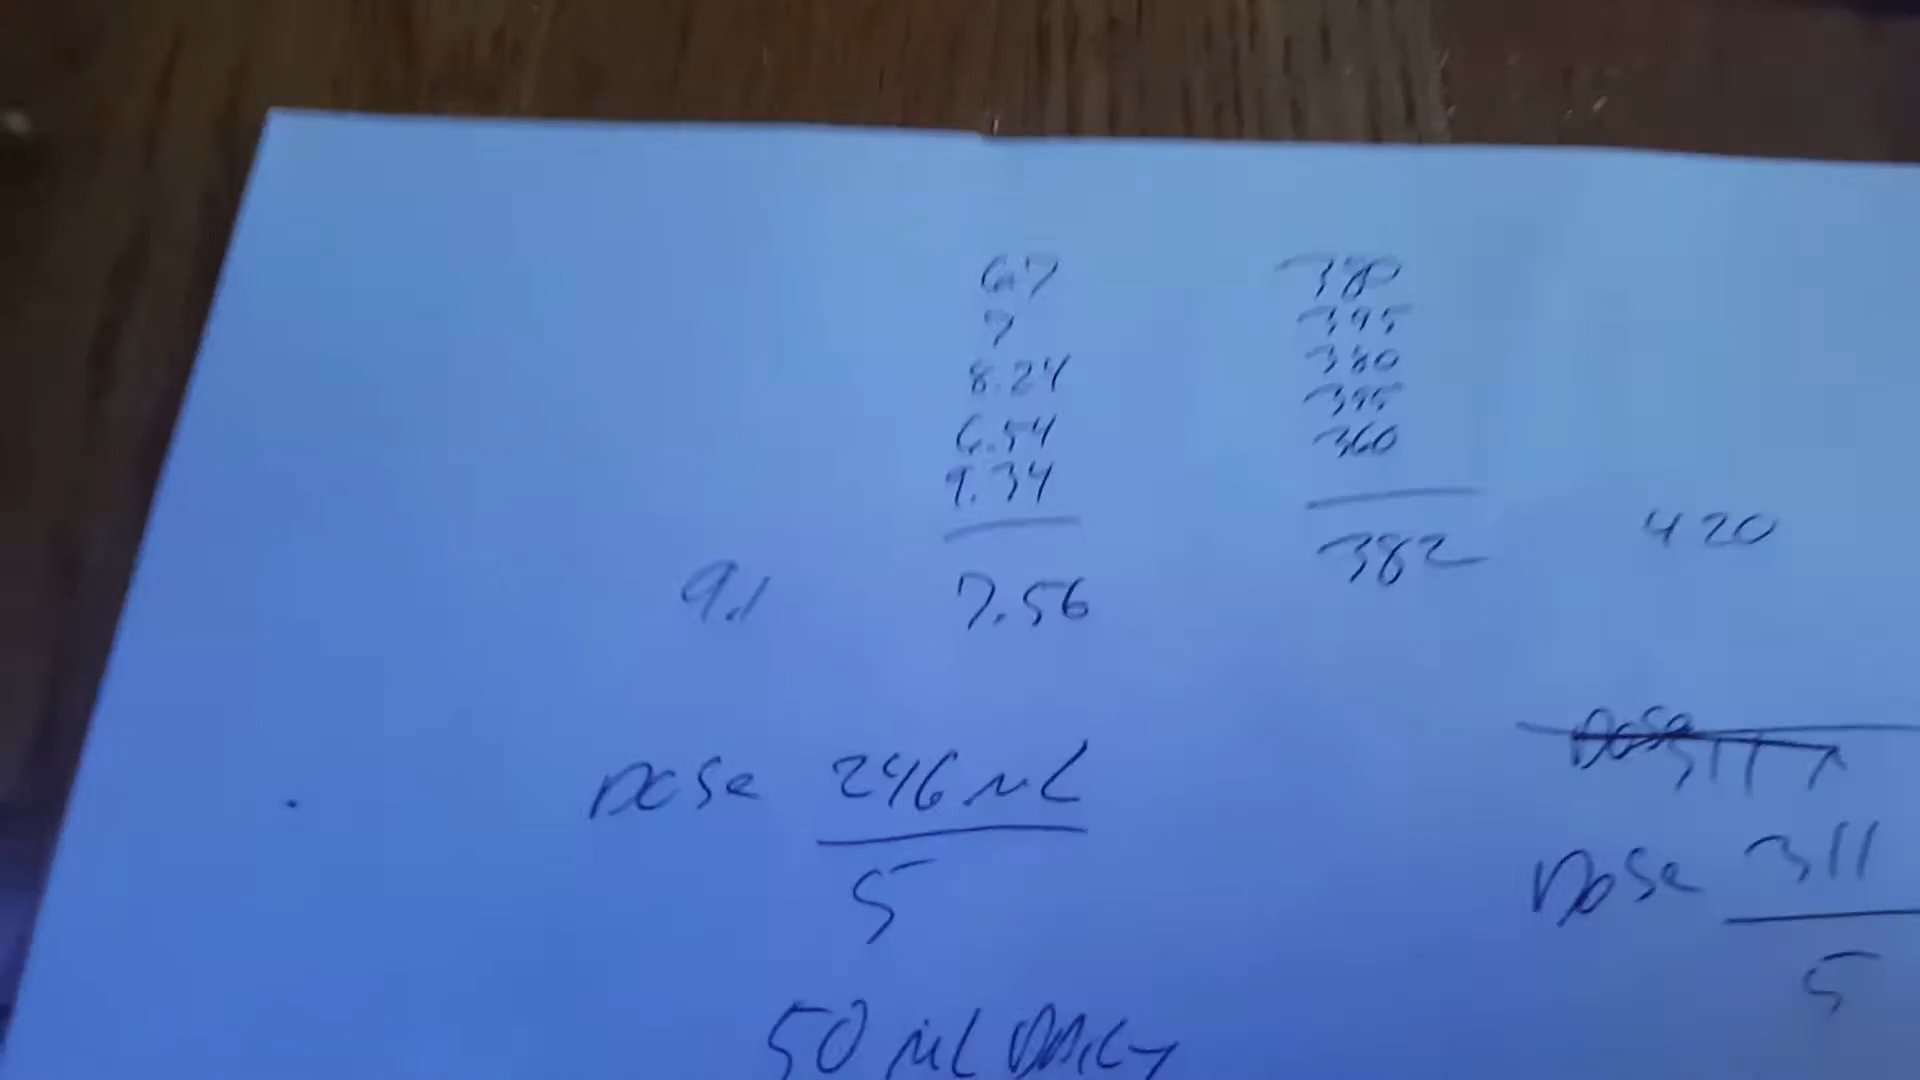 6.7 380
7 395
8.24 380
6.54 395
9.34 360
9.1 7.56 382 420
Dose 246 mL
5
Dose 311
5
50 mL DAILY